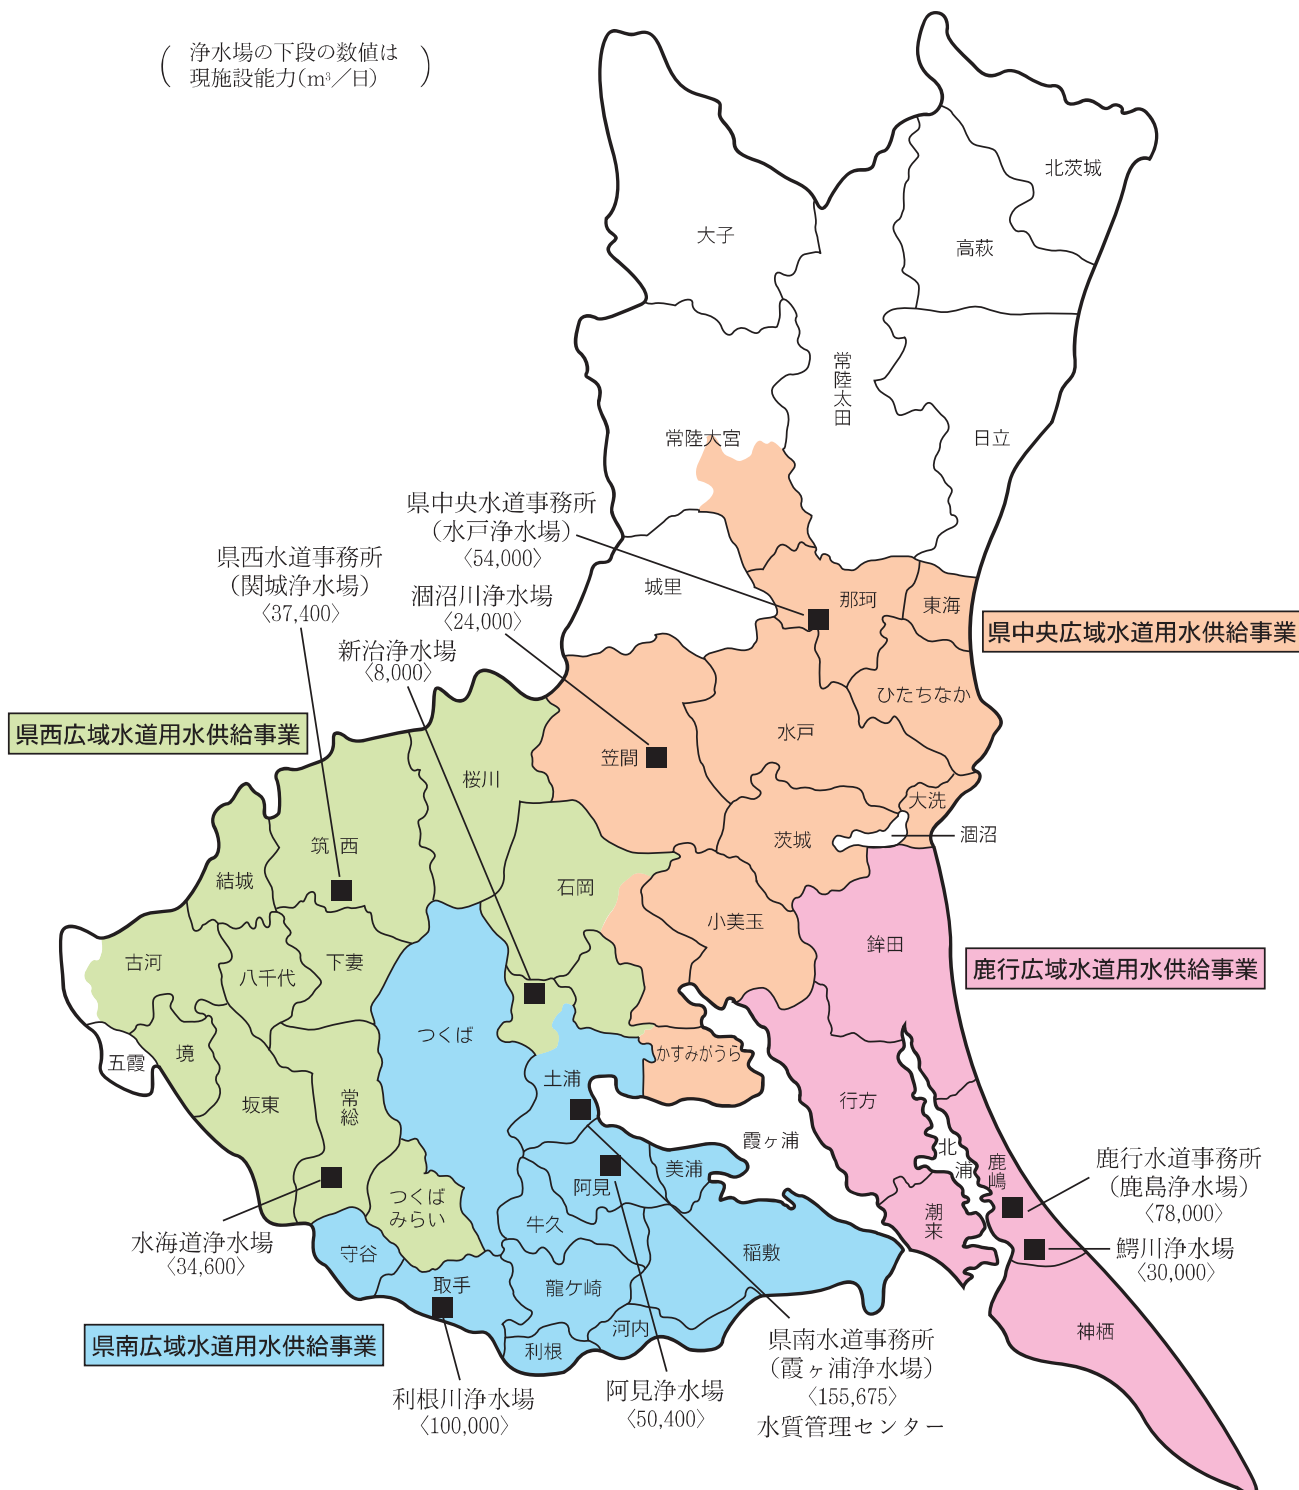 浄水場の下段の数値は
現施設能力(m³／日)
北茨城
大子
高萩
常陸太田
日立
常陸大宮
県中央水道事務所
（水戸浄水場）
〈54,000〉
県西水道事務所
（関城浄水場）
〈37,400〉
涸沼川浄水場
〈24,000〉
新治浄水場
〈8,000〉
城里
那珂
東海
県中央広域水道用水供給事業
ひたちなか
水戸
笠間
県西広域水道用水供給事業
桜川
大洗
涸沼
茨城
筑西
結城
石岡
小美玉
鉾田
鹿行広域水道用水供給事業
古河
八千代
下妻
つくば
五霞
境
かすみがうら
土浦
坂東
常総
行方
霞ヶ浦
北浦
鹿嶋
鹿行水道事務所
（鹿島浄水場）
〈78,000〉
美浦
阿見
つくばみらい
牛久
潮来
水海道浄水場
〈34,600〉
守谷
稲敷
鰐川浄水場
〈30,000〉
取手
龍ケ崎
河内
利根
神栖
県南広域水道用水供給事業
県南水道事務所
（霞ヶ浦浄水場）
〈155,675〉
水質管理センター
利根川浄水場
〈100,000〉
阿見浄水場
〈50,400〉